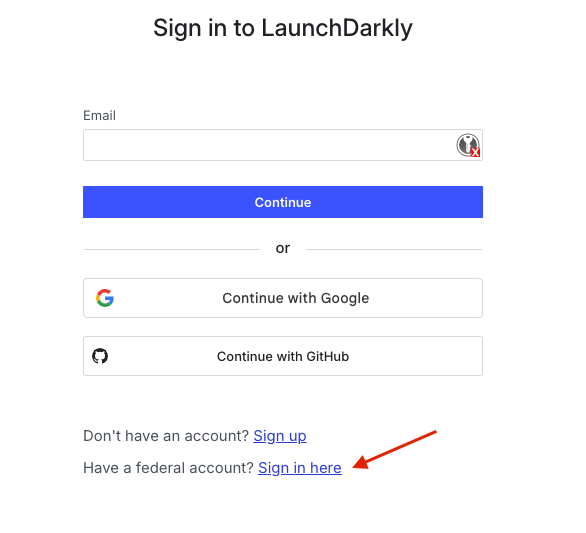 Sign in to LaunchDarkly
Email
Continue
or
Continue with Google
Continue with GitHub
Don't have an account? Sign up
Have a federal account? Sign in here